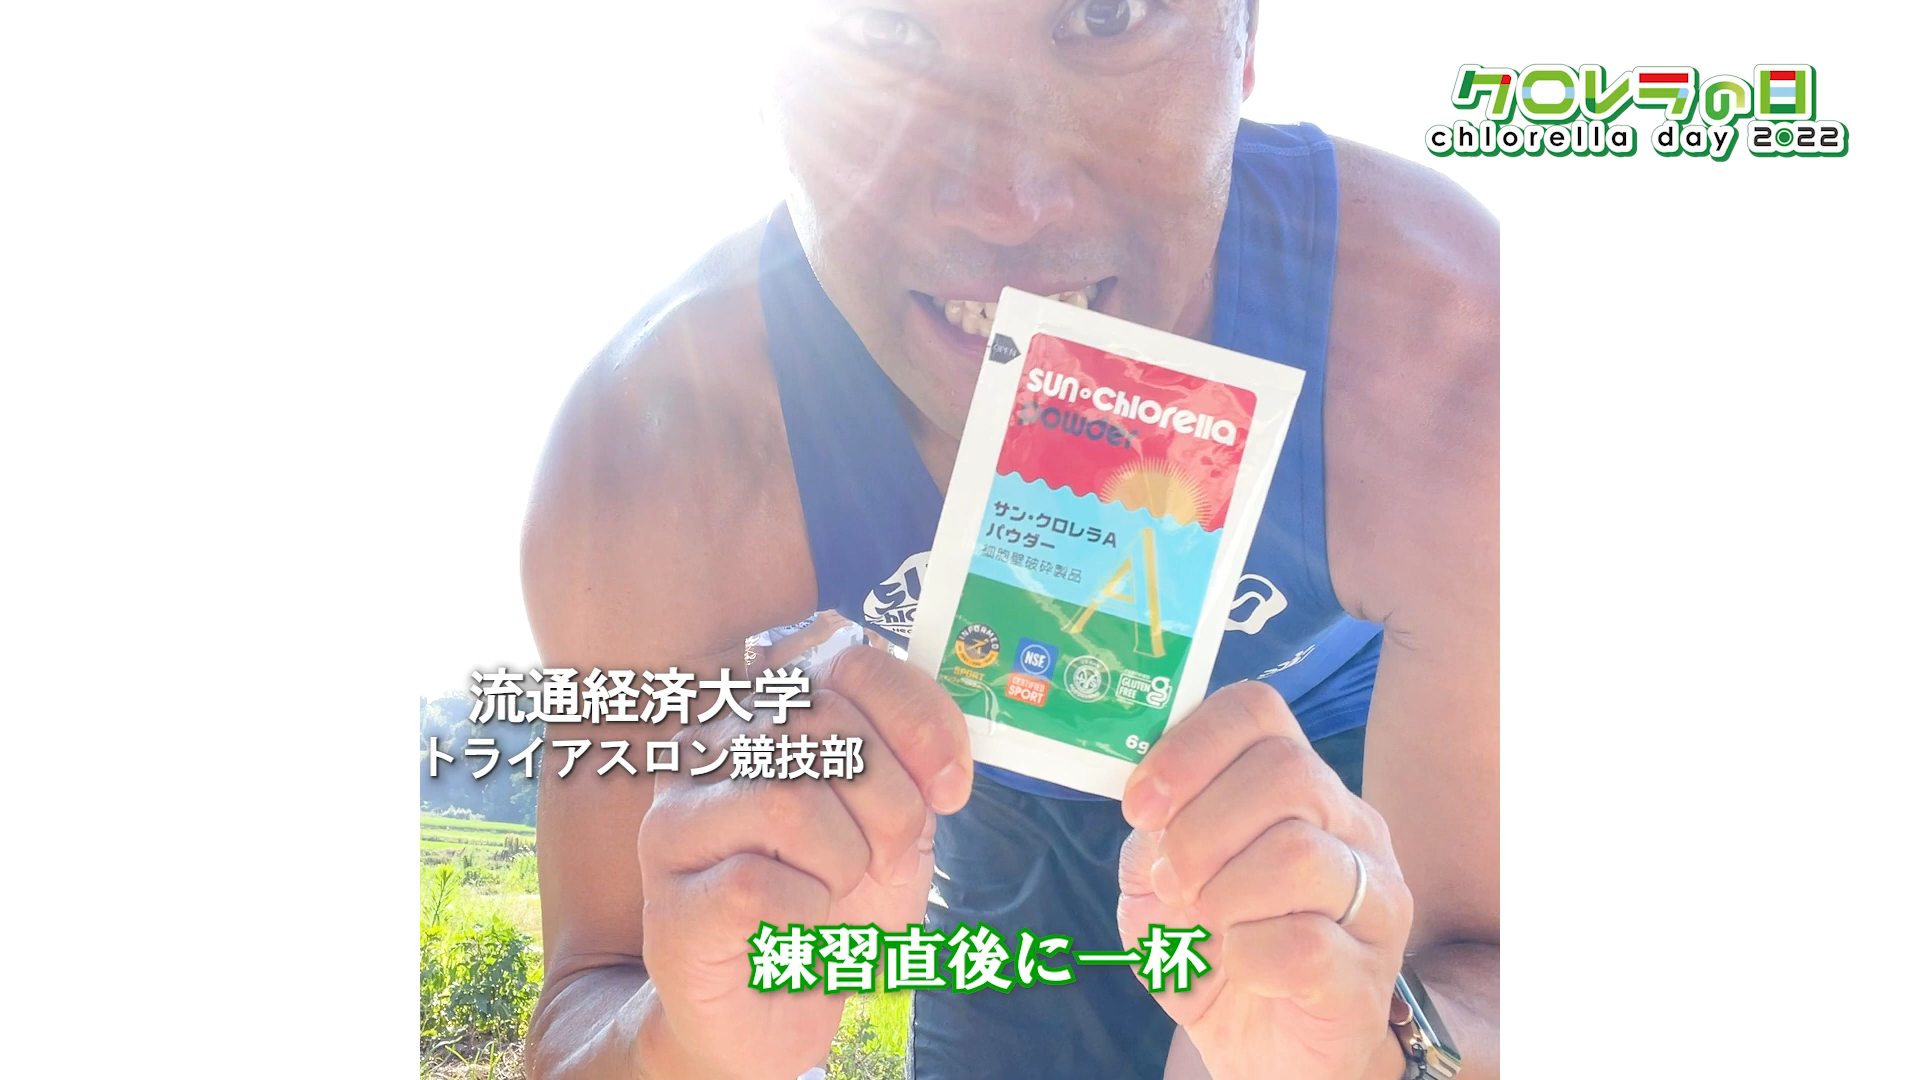 クロレラの日
chlorella day 2022
OPEN
sun chlorella
powder
サン・クロレラA
パウダー
細胞壁破砕製品
A
INFORMED
SPORT
NSF
CERTIFIED
SPORT
GLUTEN
FREE
6g
流通経済大学
トライアスロン競技部
練習直後に一杯